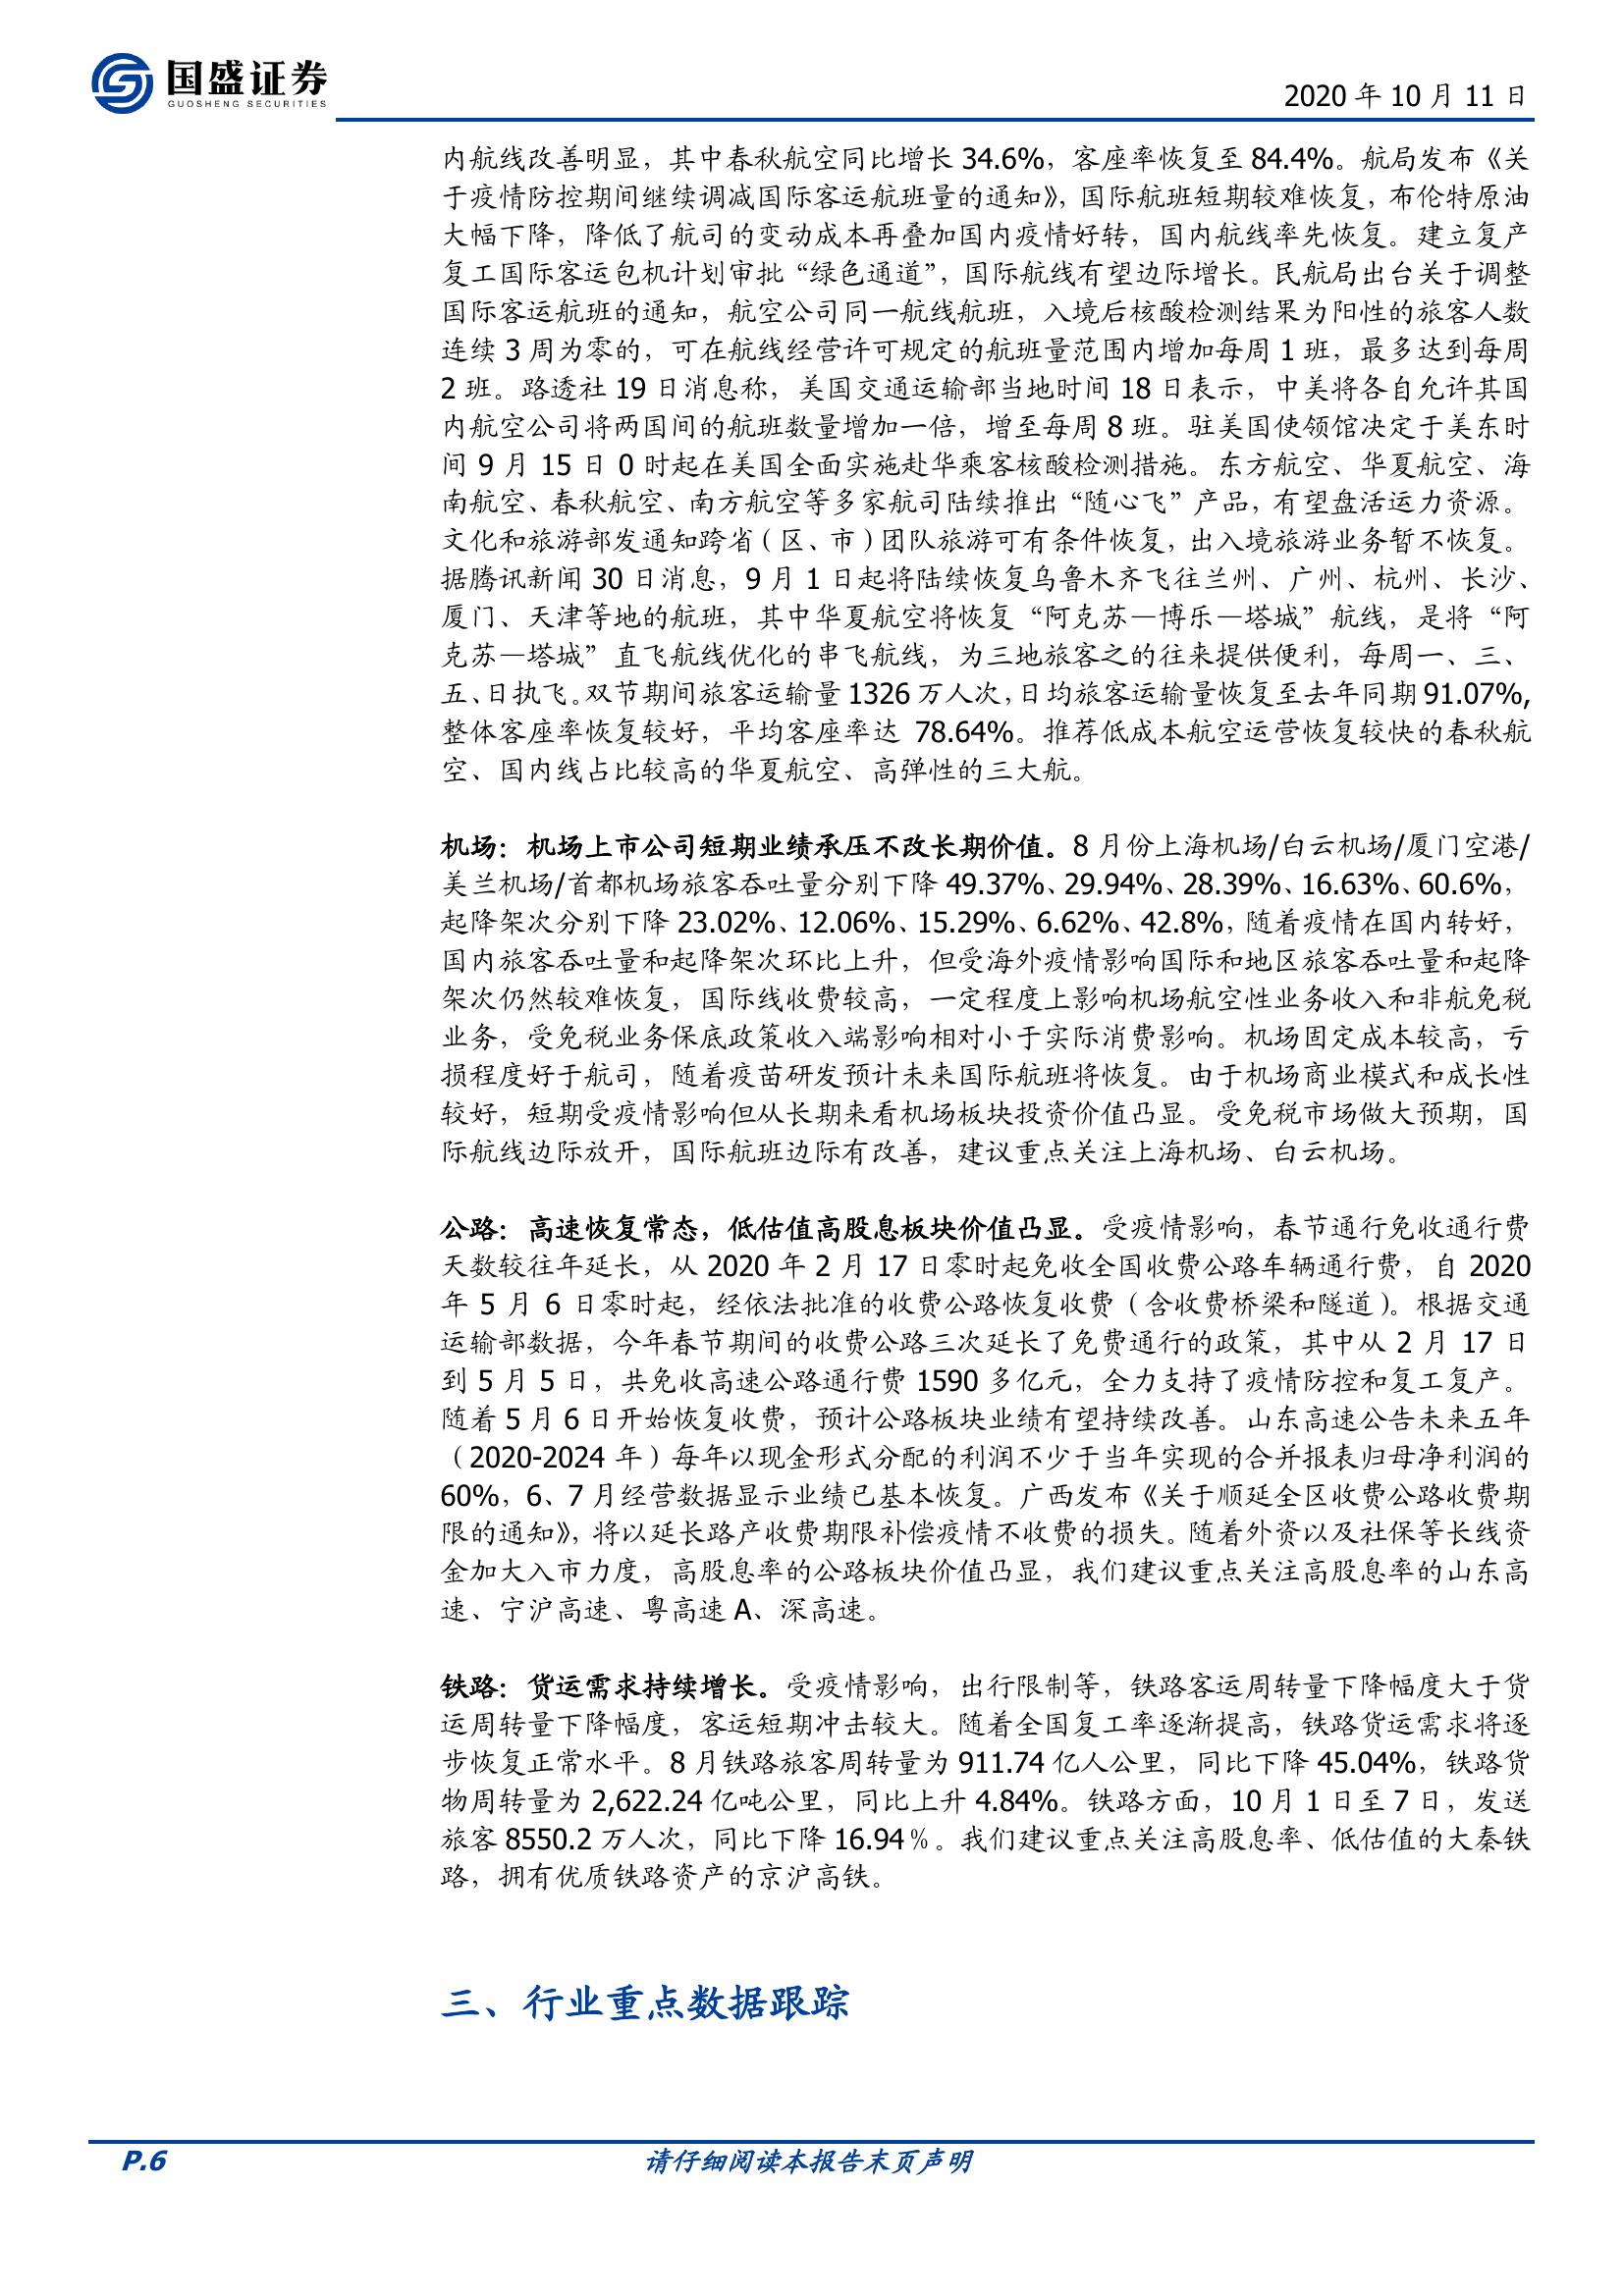 国盛证券
GUOSHENG SECURITIES
2020 年 10 月 11 日
内航线改善明显，其中春秋航空同比增长 34.6%，客座率恢复至 84.4%。航局发布《关
于疫情防控期间继续调减国际客运航班量的通知》，国际航班短期较难恢复，布伦特原油
大幅下降，降低了航司的变动成本再叠加国内疫情好转，国内航线率先恢复。建立复产
复工国际客运包机计划审批“绿色通道”，国际航线有望边际增长。民航局出台关于调整
国际客运航班的通知，航空公司同一航线航班，入境后核酸检测结果为阳性的旅客人数
连续 3 周为零的，可在航线经营许可规定的航班量范围内增加每周 1 班，最多达到每周
2 班。路透社 19 日消息称，美国交通运输部当地时间 18 日表示，中美将各自允许其国
内航空公司将两国间的航班数量增加一倍，增至每周 8 班。驻美国使领馆决定于美东时
间 9 月 15 日 0 时起在美国全面实施赴华乘客核酸检测措施。东方航空、华夏航空、海
南航空、春秋航空、南方航空等多家航司陆续推出“随心飞”产品，有望盘活运力资源。
文化和旅游部发通知跨省（区、市）团队旅游可有条件恢复，出入境旅游业务暂不恢复。
据腾讯新闻 30 日消息，9 月 1 日起将陆续恢复乌鲁木齐飞往兰州、广州、杭州、长沙、
厦门、天津等地的航班，其中华夏航空将恢复“阿克苏—博乐—塔城”航线，是将“阿
克苏—塔城”直飞航线优化的串飞航线，为三地旅客之的往来提供便利，每周一、三、
五、日执飞。双节期间旅客运输量 1326 万人次，日均旅客运输量恢复至去年同期 91.07%,
整体客座率恢复较好，平均客座率达 78.64%。推荐低成本航空运营恢复较快的春秋航
空、国内线占比较高的华夏航空、高弹性的三大航。
机场：机场上市公司短期业绩承压不改长期价值。8 月份上海机场/白云机场/厦门空港/
美兰机场/首都机场旅客吞吐量分别下降 49.37%、29.94%、28.39%、16.63%、60.6%，
起降架次分别下降 23.02%、12.06%、15.29%、6.62%、42.8%，随着疫情在国内转好，
国内旅客吞吐量和起降架次环比上升，但受海外疫情影响国际和地区旅客吞吐量和起降
架次仍然较难恢复，国际线收费较高，一定程度上影响机场航空性业务收入和非航免税
业务，受免税业务保底政策收入端影响相对小于实际消费影响。机场固定成本较高，亏
损程度好于航司，随着疫苗研发预计未来国际航班将恢复。由于机场商业模式和成长性
较好，短期受疫情影响但从长期来看机场板块投资价值凸显。受免税市场做大预期，国
际航线边际放开，国际航班边际有改善，建议重点关注上海机场、白云机场。
公路：高速恢复常态，低估值高股息板块价值凸显。受疫情影响，春节通行免收通行费
天数较往年延长，从 2020 年 2 月 17 日零时起免收全国收费公路车辆通行费，自 2020
年 5 月 6 日零时起，经依法批准的收费公路恢复收费（含收费桥梁和隧道）。根据交通
运输部数据，今年春节期间的收费公路三次延长了免费通行的政策，其中从 2 月 17 日
到 5 月 5 日，共免收高速公路通行费 1590 多亿元，全力支持了疫情防控和复工复产。
随着 5 月 6 日开始恢复收费，预计公路板块业绩有望持续改善。山东高速公告未来五年
（2020-2024 年）每年以现金形式分配的利润不少于当年实现的合并报表归母净利润的
60%，6、7 月经营数据显示业绩已基本恢复。广西发布《关于顺延全区收费公路收费期
限的通知》，将以延长路产收费期限补偿疫情不收费的损失。随着外资以及社保等长线资
金加大入市力度，高股息率的公路板块价值凸显，我们建议重点关注高股息率的山东高
速、宁沪高速、粤高速 A、深高速。
铁路：货运需求持续增长。受疫情影响，出行限制等，铁路客运周转量下降幅度大于货
运周转量下降幅度，客运短期冲击较大。随着全国复工率逐渐提高，铁路货运需求将逐
步恢复正常水平。8 月铁路旅客周转量为 911.74 亿人公里，同比下降 45.04%，铁路货
物周转量为 2,622.24 亿吨公里，同比上升 4.84%。铁路方面，10 月 1 日至 7 日，发送
旅客 8550.2 万人次，同比下降 16.94％。我们建议重点关注高股息率、低估值的大秦铁
路，拥有优质铁路资产的京沪高铁。
三、行业重点数据跟踪
P.6
请仔细阅读本报告末页声明